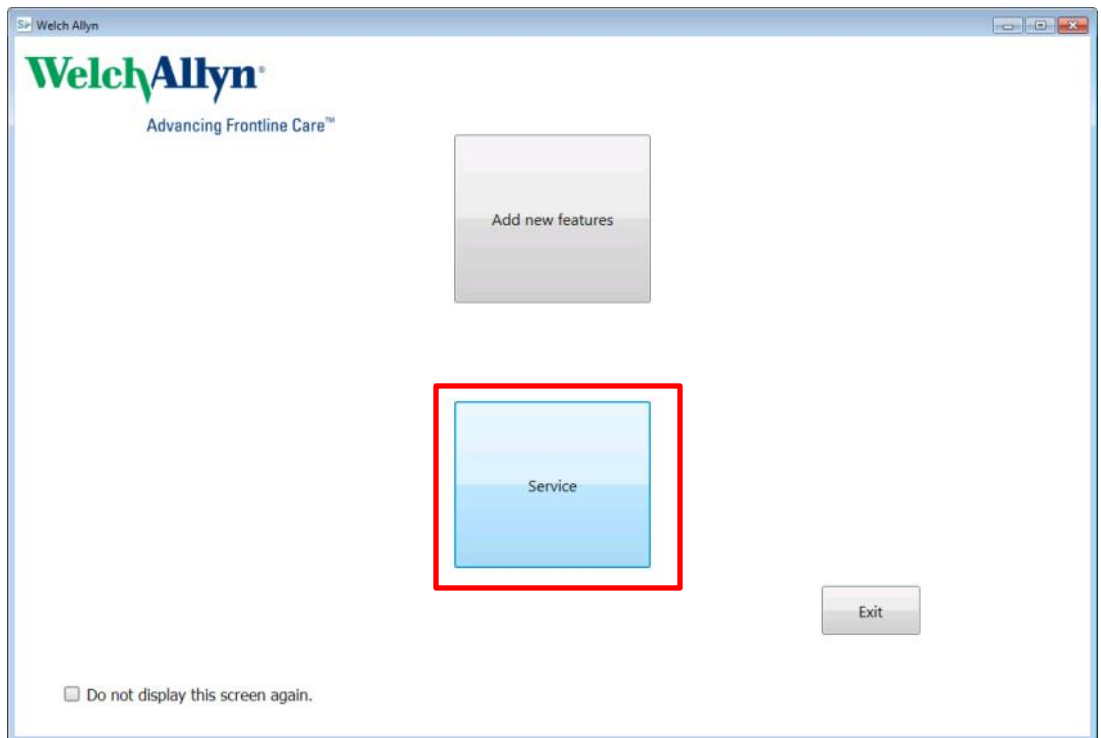 Welch Allyn
WelchAllyn®
Advancing Frontline Care™
Add new features
Service
Exit
Do not display this screen again.